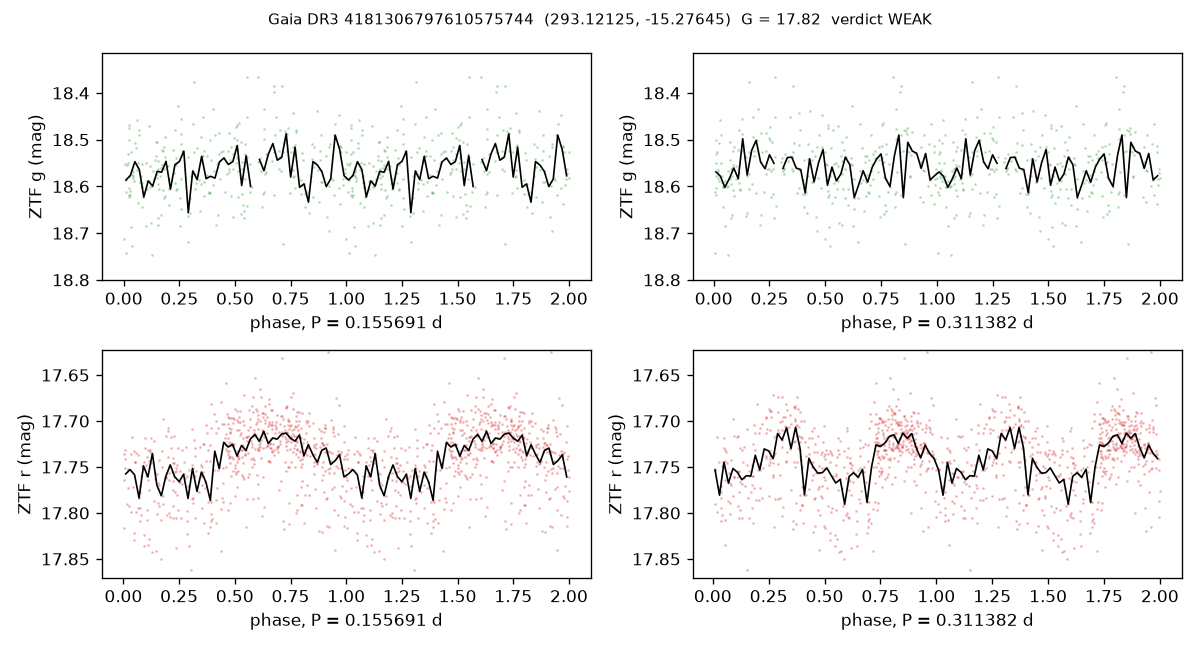 Gaia DR3 4181306797610575744 (293.12125, -15.27645) G = 17.82 verdict WEAK
ZTF g (mag)
18.4
18.5
18.6
18.7
18.8
0.00 0.25 0.50 0.75 1.00 1.25 1.50 1.75 2.00
phase, P = 0.155691 d
ZTF g (mag)
18.4
18.5
18.6
18.7
18.8
0.00 0.25 0.50 0.75 1.00 1.25 1.50 1.75 2.00
phase, P = 0.311382 d
ZTF r (mag)
17.65
17.70
17.75
17.80
17.85
0.00 0.25 0.50 0.75 1.00 1.25 1.50 1.75 2.00
phase, P = 0.155691 d
ZTF r (mag)
17.65
17.70
17.75
17.80
17.85
0.00 0.25 0.50 0.75 1.00 1.25 1.50 1.75 2.00
phase, P = 0.311382 d